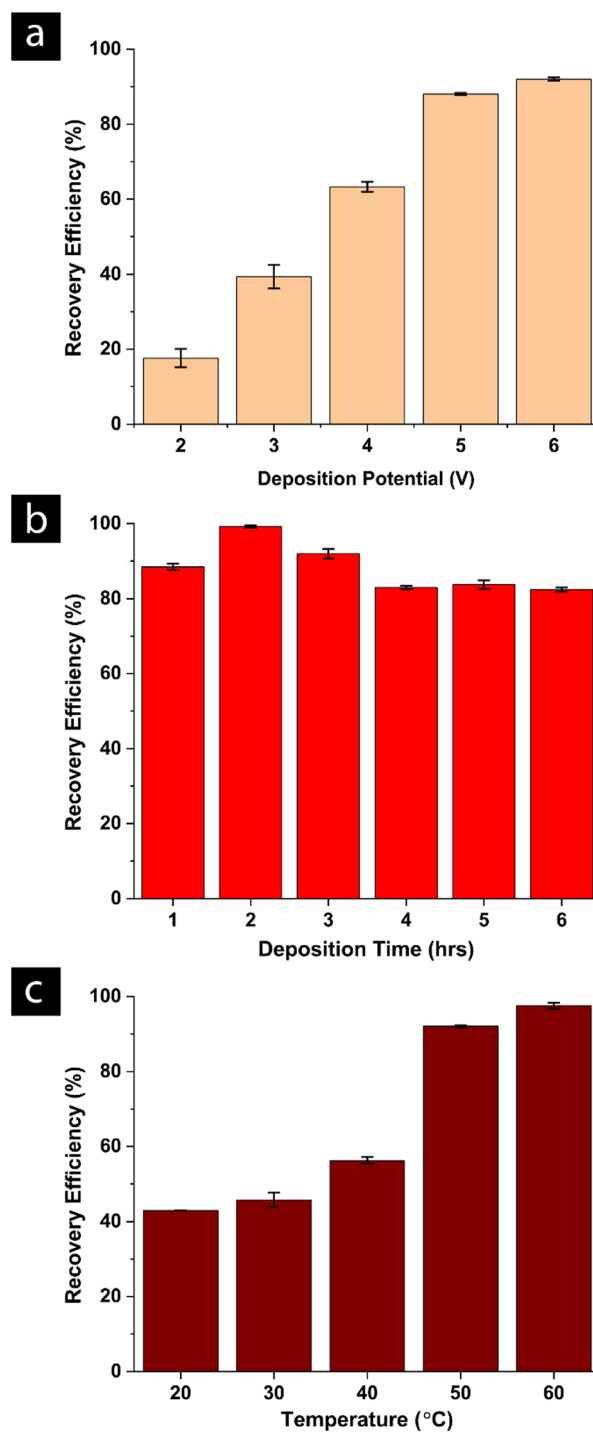 a
100
80
60
40
20
0
Recovery Efficiency (%)
2 3 4 5 6
Deposition Potential (V)
b
100
80
60
40
20
0
Recovery Efficiency (%)
1 2 3 4 5 6
Deposition Time (hrs)
c
100
80
60
40
20
0
Recovery Efficiency (%)
20 30 40 50 60
Temperature (°C)